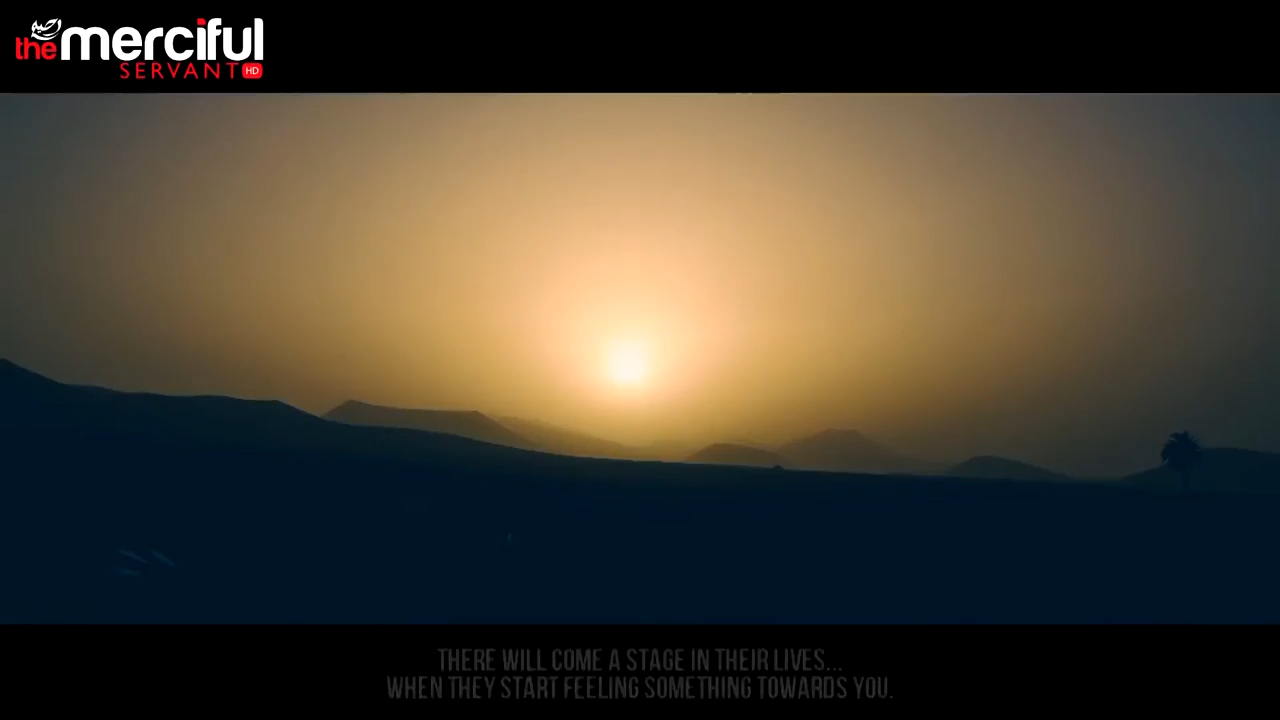 the merciful
SERVANT HD
THERE WILL COME A STAGE IN THEIR LIVES...
WHEN THEY START FEELING SOMETHING TOWARDS YOU.